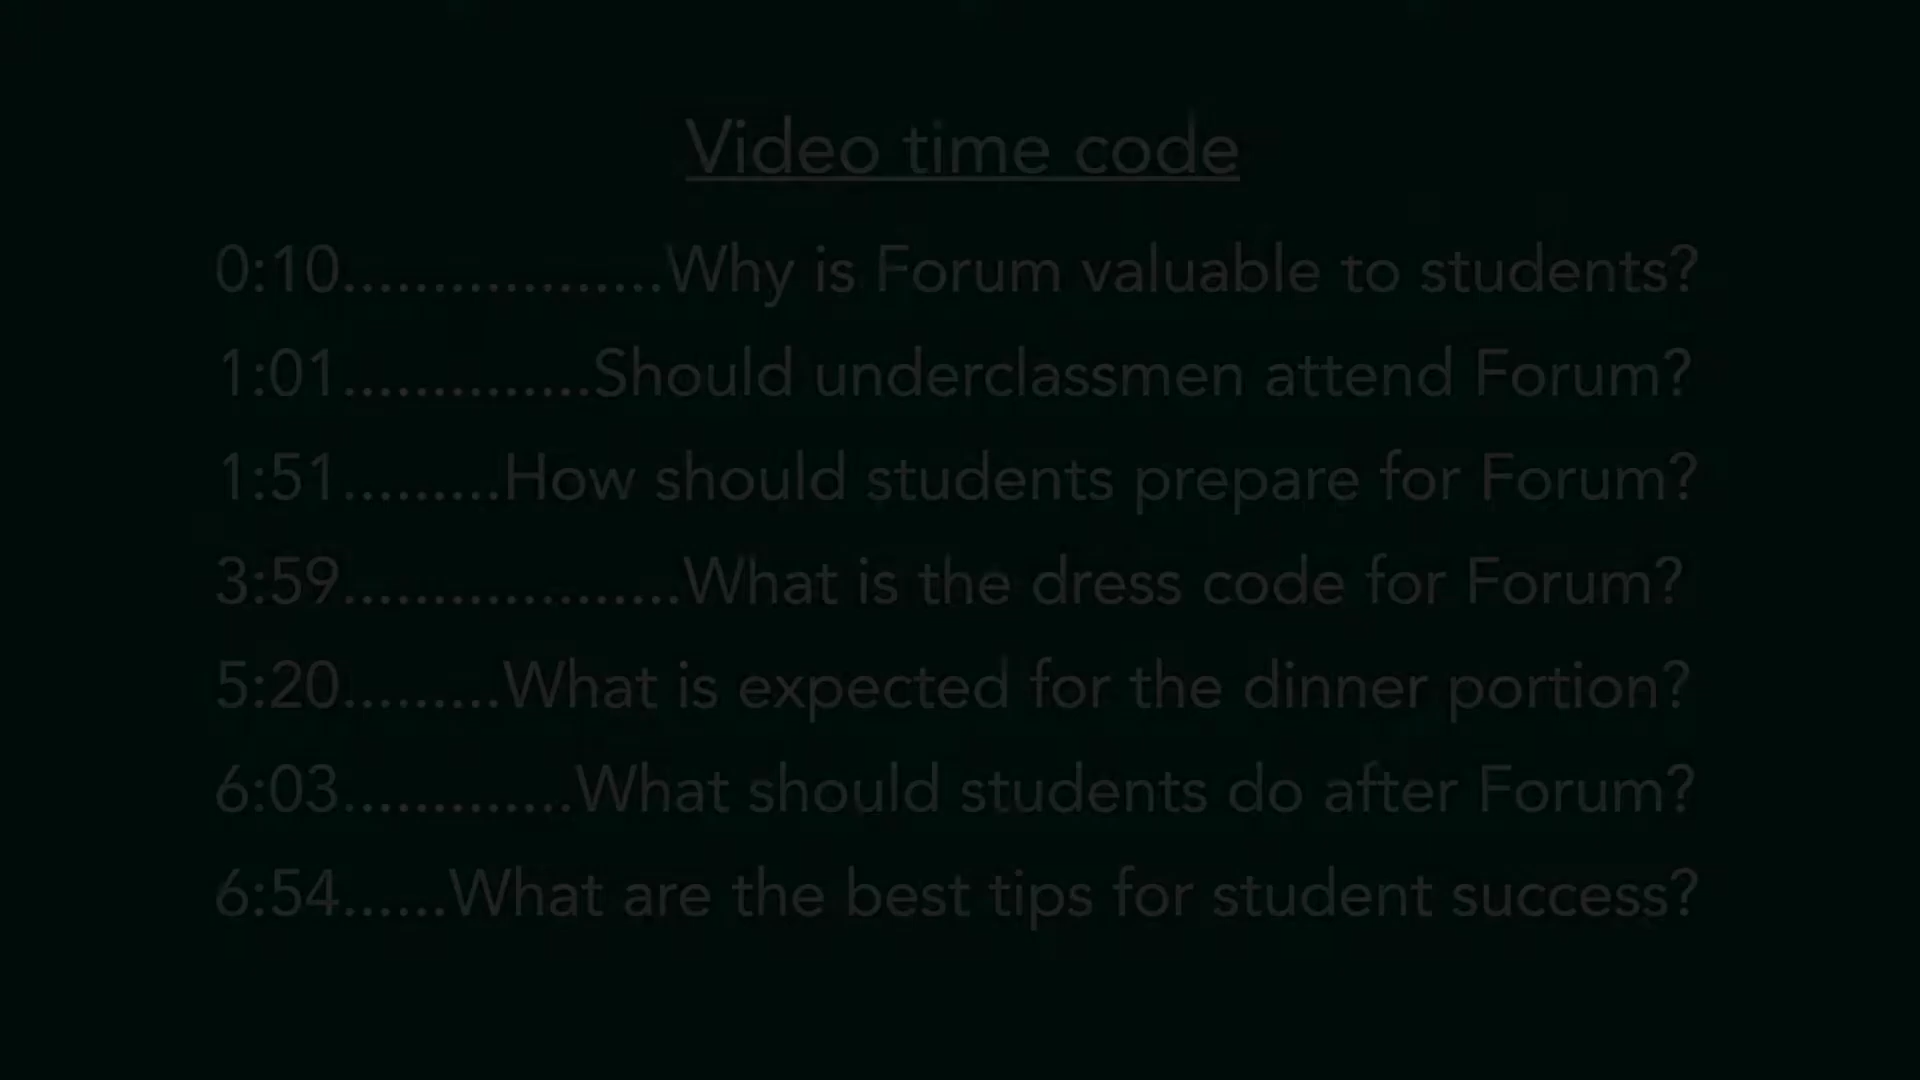 Video time code
0:10..................Why is Forum valuable to students?
1:01..............Should underclassmen attend Forum?
1:51.........How should students prepare for Forum?
3:59...................What is the dress code for Forum?
5:20.........What is expected for the dinner portion?
6:03.............What should students do after Forum?
6:54......What are the best tips for student success?